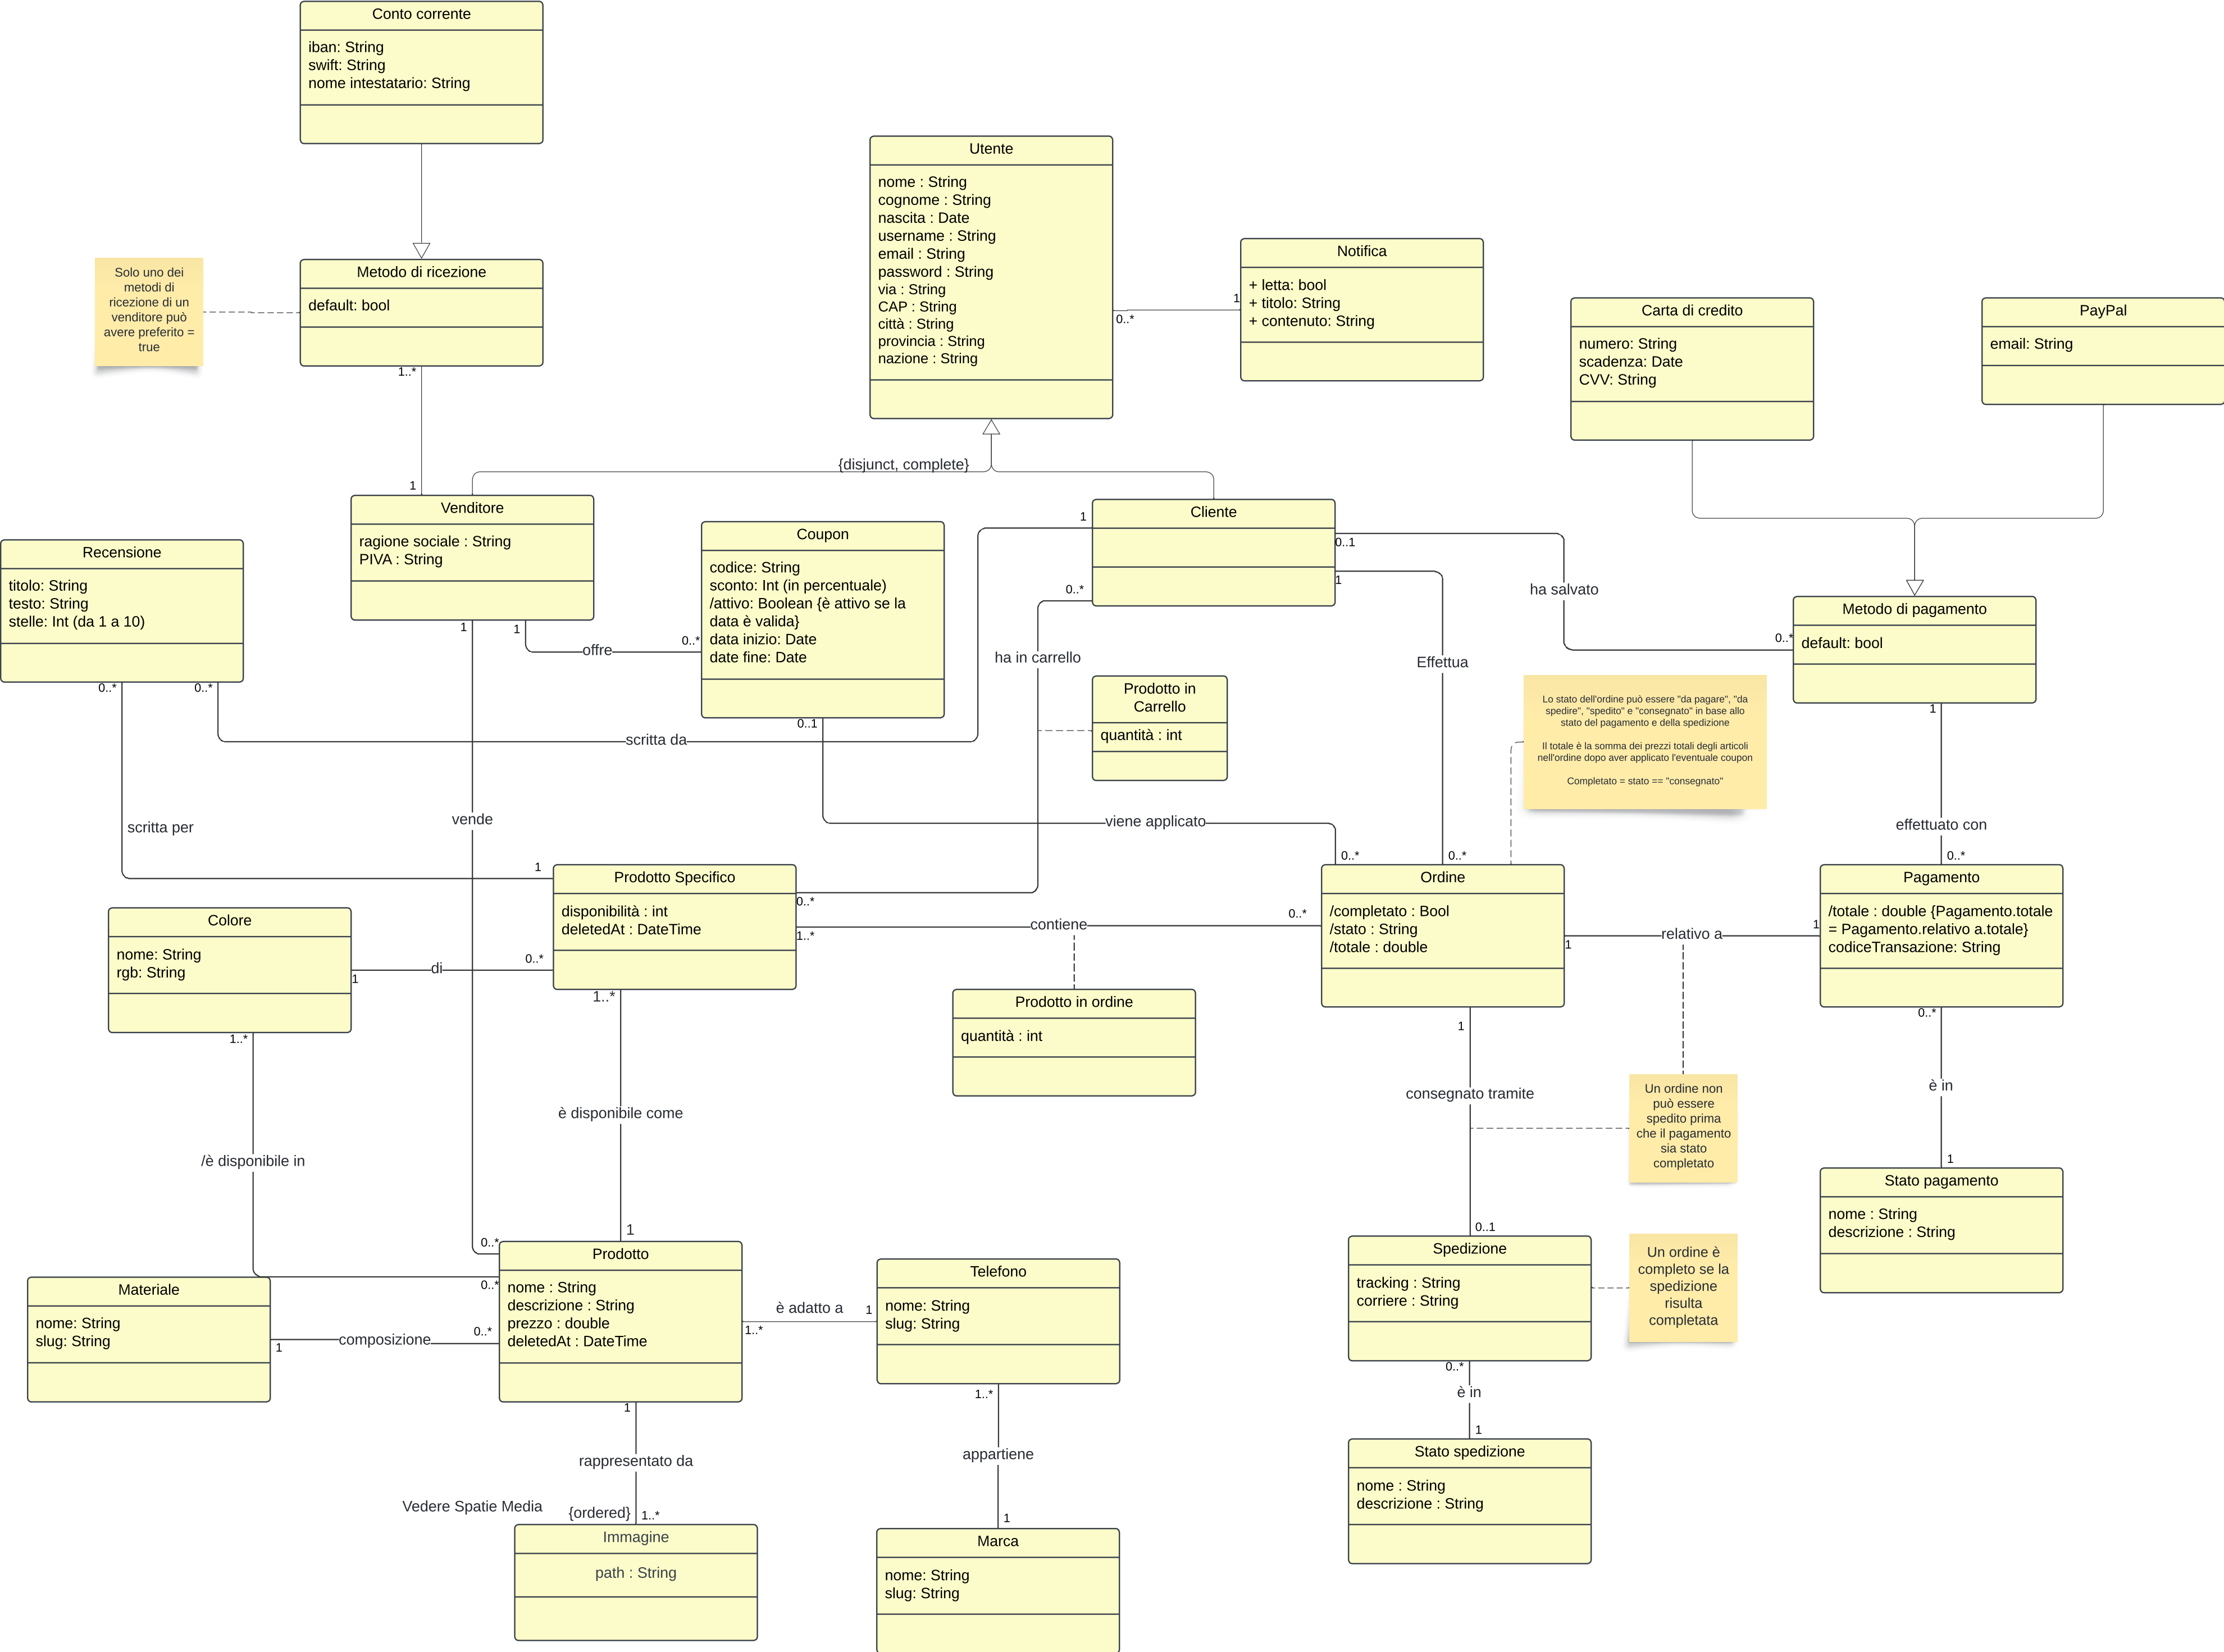 Conto corrente
iban: String
swift: String
nome intestatario: String
Utente
nome : String
cognome : String
nascita : Date
username : String
email : String
password : String
via : String
CAP : String
città : String
provincia : String
nazione : String
Notifica
+ letta: bool
+ titolo: String
+ contenuto: String
1
0..*
Solo uno dei
metodi di
ricezione di un
venditore può
avere preferito =
true
Metodo di ricezione
default: bool
1..*
1
Carta di credito
numero: String
scadenza: Date
CVV: String
PayPal
email: String
{disjunct, complete}
Venditore
ragione sociale : String
PIVA : String
Cliente
1
0..*
0..1
1
Recensione
titolo: String
testo: String
stelle: Int (da 1 a 10)
Coupon
codice: String
sconto: Int (in percentuale)
/attivo: Boolean {è attivo se la
data è valida}
data inizio: Date
date fine: Date
ha salvato
0..*
Metodo di pagamento
default: bool
1
1
1
offre
0..*
ha in carrello
Effettua
0..*
0..*
scritta da
0..1
Prodotto in
Carrello
quantità : int
Lo stato dell'ordine può essere "da pagare", "da
spedire", "spedito" e "consegnato" in base allo
stato del pagamento e della spedizione
Il totale è la somma dei prezzi totali degli articoli
nell'ordine dopo aver applicato l'eventuale coupon
Completato = stato == "consegnato"
scritta per
vende
viene applicato
effettuato con
1
0..*
0..*
0..*
Prodotto Specifico
disponibilità : int
deletedAt : DateTime
0..*
1..*
contiene
0..*
Ordine
/completato : Bool
/stato : String
/totale : double
1
relativo a
1
Pagamento
/totale : double {Pagamento.totale
= Pagamento.relativo a.totale}
codiceTransazione: String
Colore
nome: String
rgb: String
1
di
0..*
1..*
1..*
Prodotto in ordine
quantità : int
1
0..*
consegnato tramite
Un ordine non
può essere
spedito prima
che il pagamento
sia stato
completato
è in
1
è disponibile come
/è disponibile in
Stato pagamento
nome : String
descrizione : String
1
0..*
0..*
Prodotto
nome : String
descrizione : String
prezzo : double
deletedAt : DateTime
0..1
Spedizione
tracking : String
corriere : String
Un ordine è
completo se la
spedizione
risulta
completata
Materiale
nome: String
slug: String
1
composizione
0..*
è adatto a
1
1..*
Telefono
nome: String
slug: String
0..*
è in
1
1
rappresentato da
1..*
appartiene
1
Vedere Spatie Media
{ordered}
1..*
Immagine
path : String
Marca
nome: String
slug: String
Stato spedizione
nome : String
descrizione : String